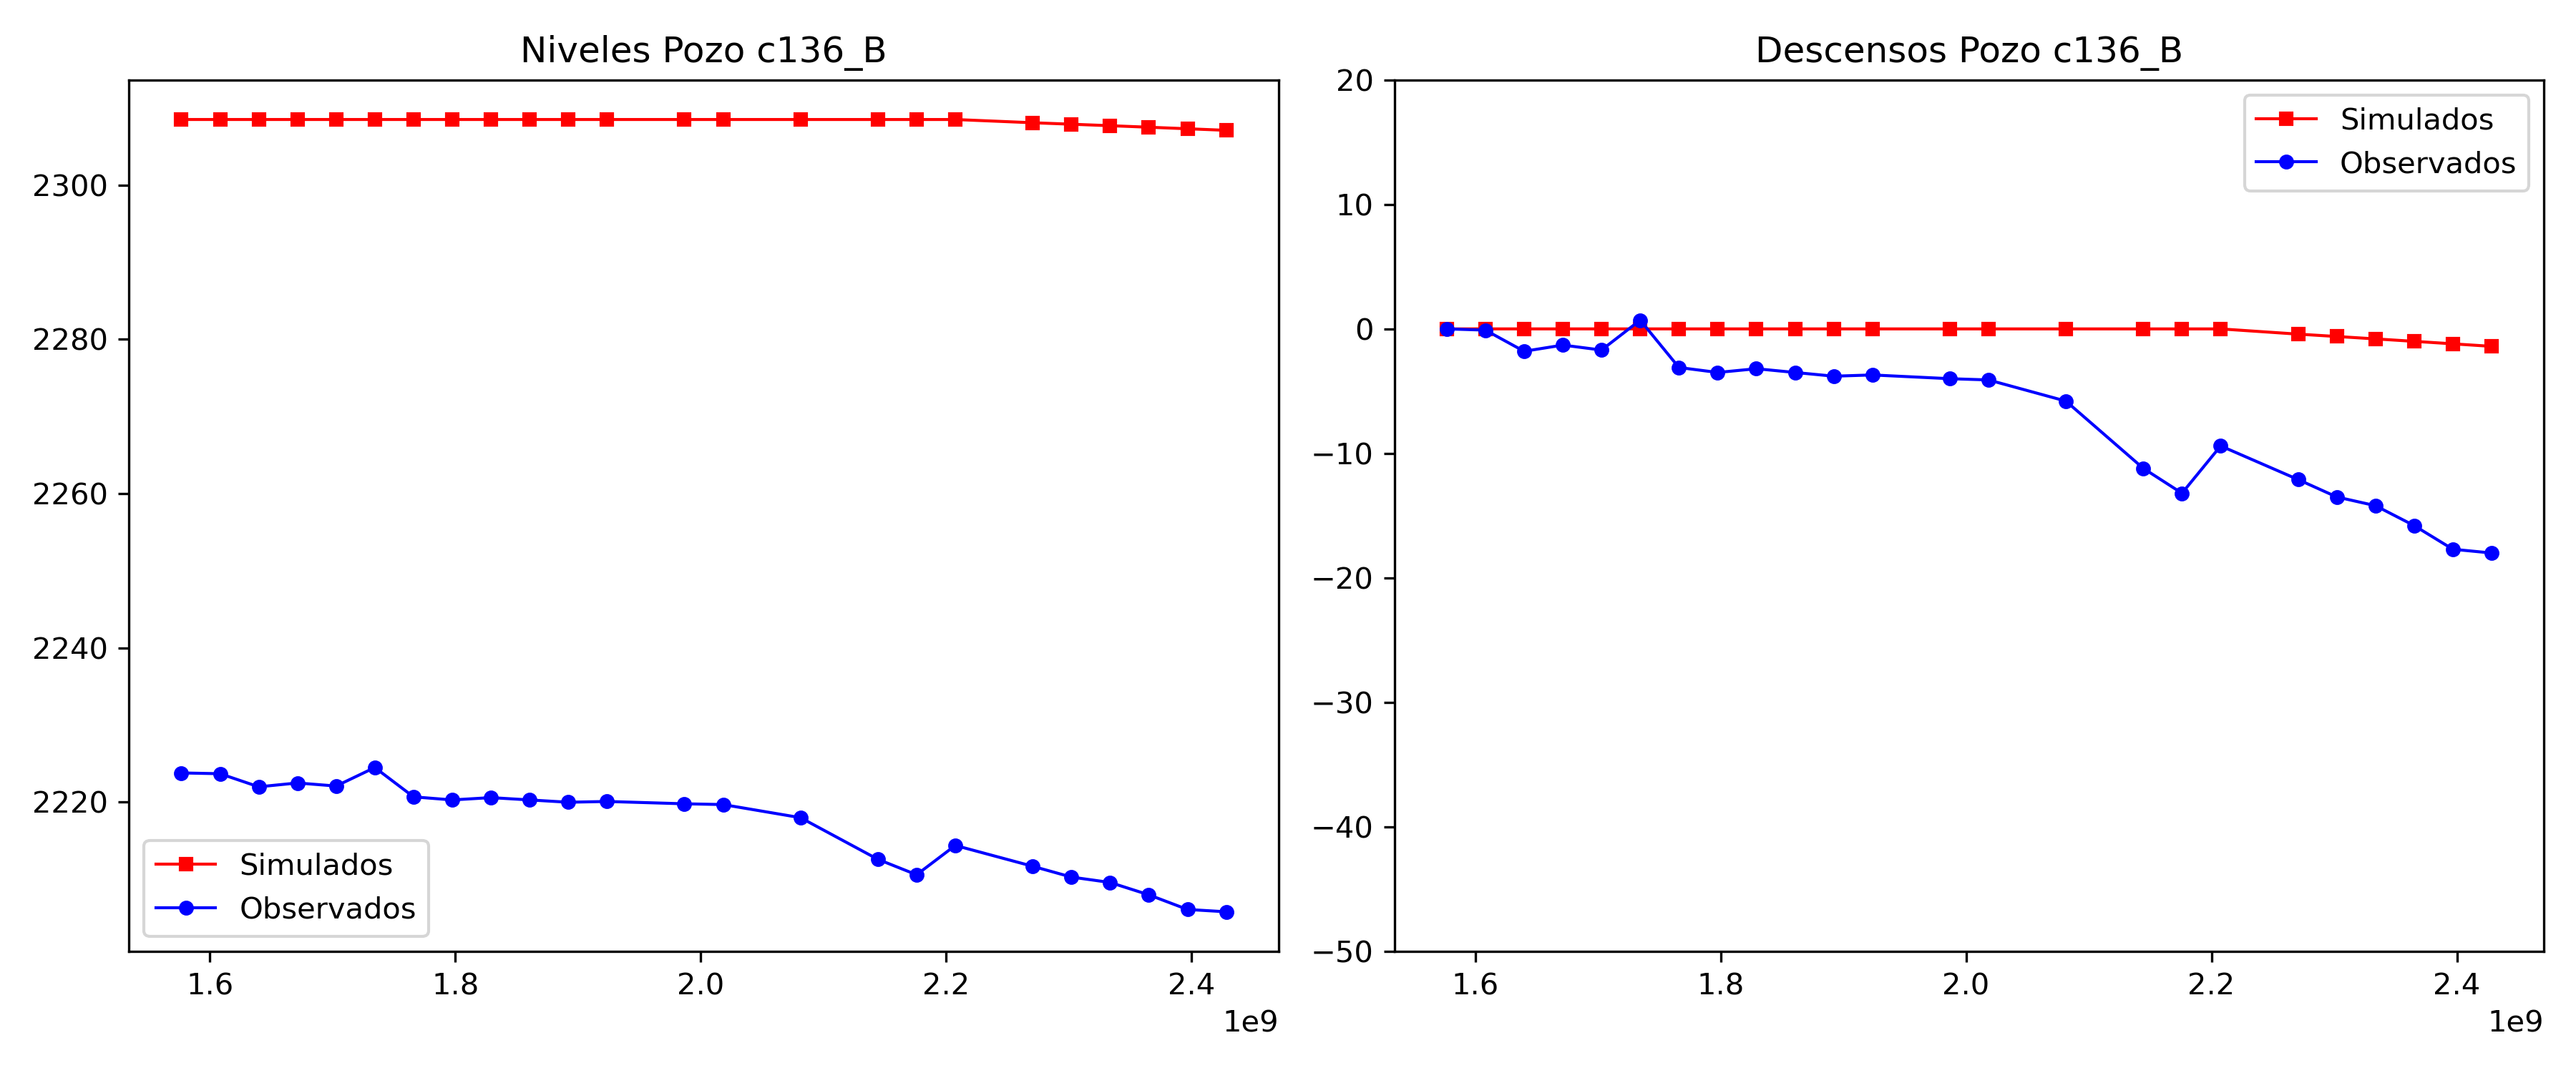 Niveles Pozo c136_B
2300
2280
2260
2240
2220
Simulados
Observados
1.6 1.8 2.0 2.2 2.4
1e9
Descensos Pozo c136_B
20
10
0
−10
−20
−30
−40
−50
Simulados
Observados
1.6 1.8 2.0 2.2 2.4
1e9